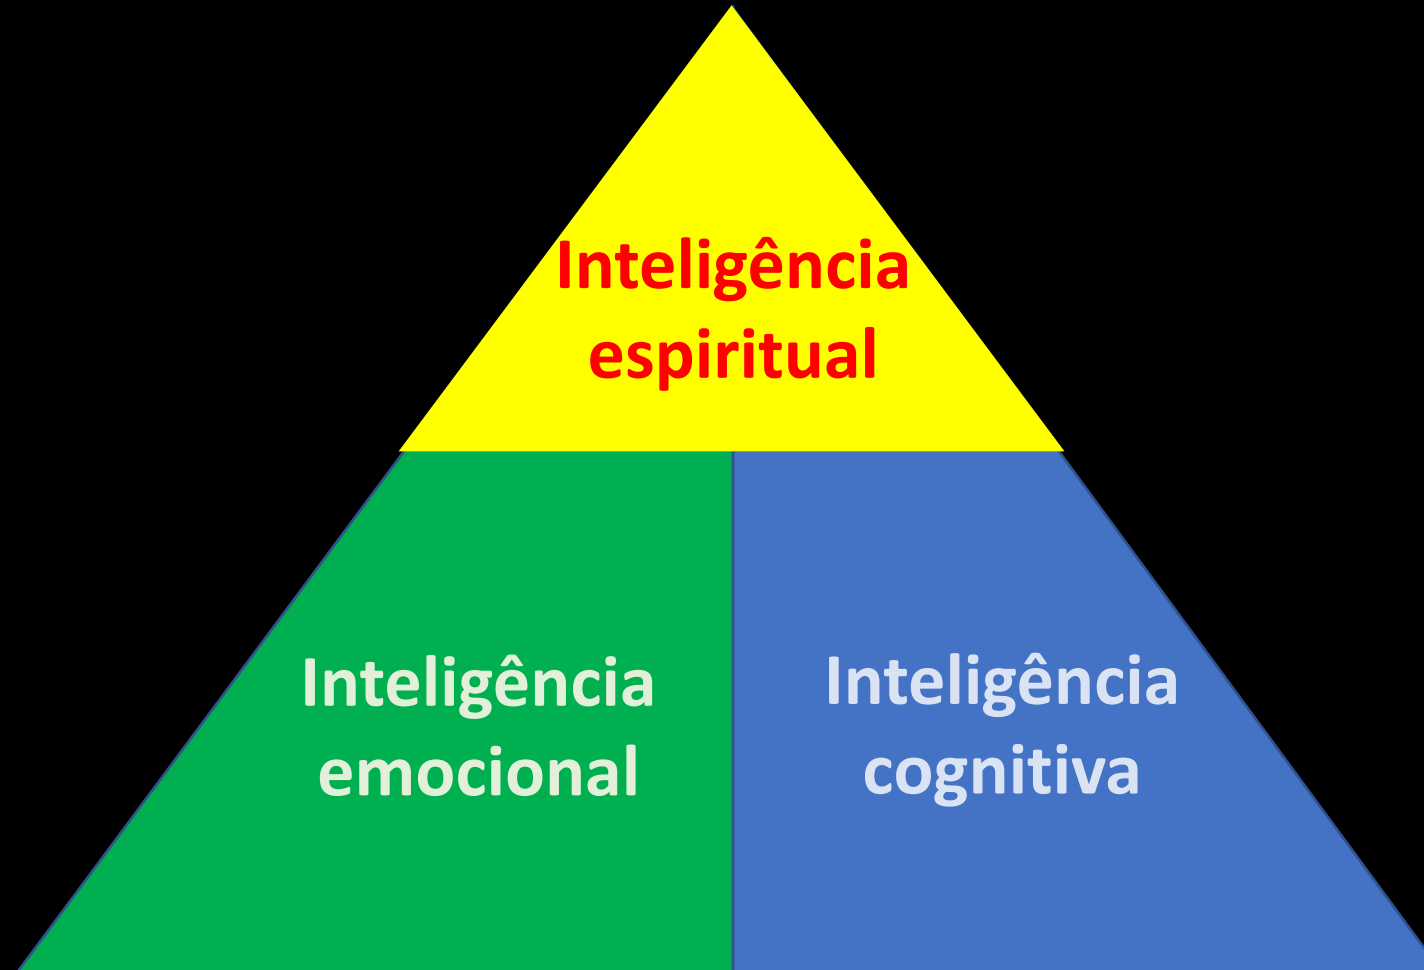 Inteligência
espiritual
Inteligência
emocional
Inteligência
cognitiva